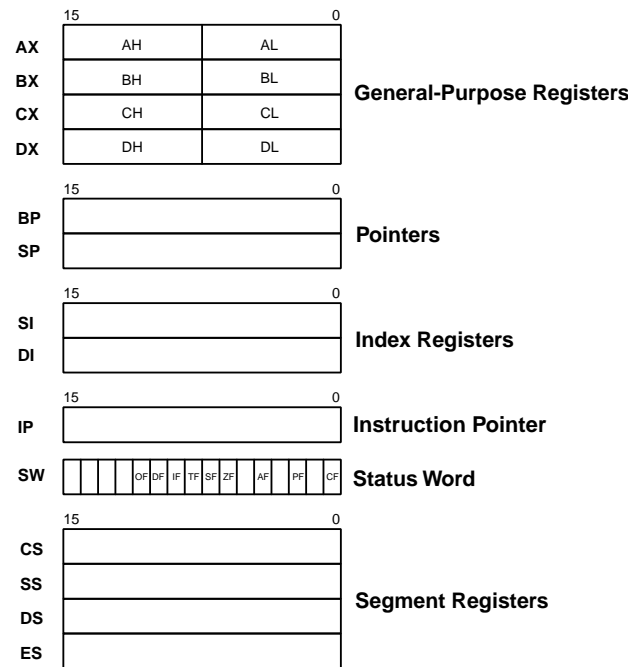 15 0
AX AH AL
BX BH BL
General-Purpose Registers
CX CH CL
DX DH DL
15 0
BP
Pointers
SP
15 0
SI
Index Registers
DI
15 0
IP Instruction Pointer
SW OF DF IF TF SF ZF AF PF CF Status Word
15 0
CS
SS
Segment Registers
DS
ES